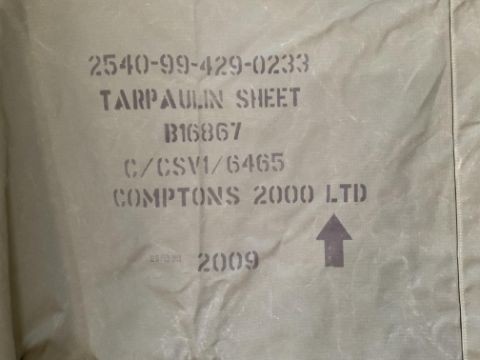 2540-99-429-0233
TARPAULIN SHEET
B16867
C/CSV1/6465
COMPTONS 2000 LTD
2009